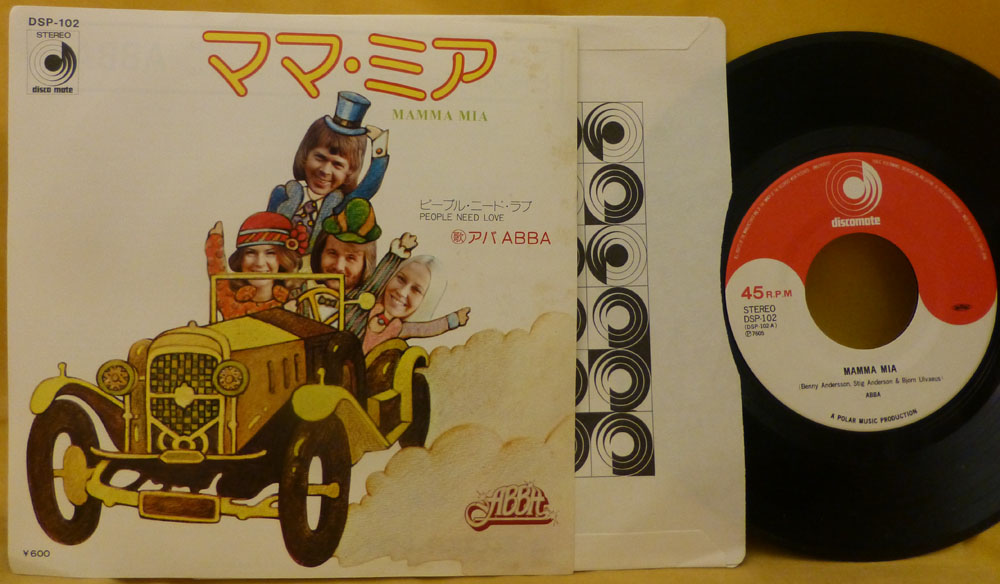 DSP-102
STEREO
disco mate
ママ・ミア
MAMMA MIA
ピープル・ニード・ラブ
PEOPLE NEED LOVE
歌 アバ ABBA
ABBA
¥600
discomate
45 R.P.M
STEREO
DSP-102
(DSP-102 A)
Ⓟ7605
MAMMA MIA
(Benny Andersson, Stig Anderson & Bjorn Ulvaeus)
ABBA
A POLAR MUSIC PRODUCTION